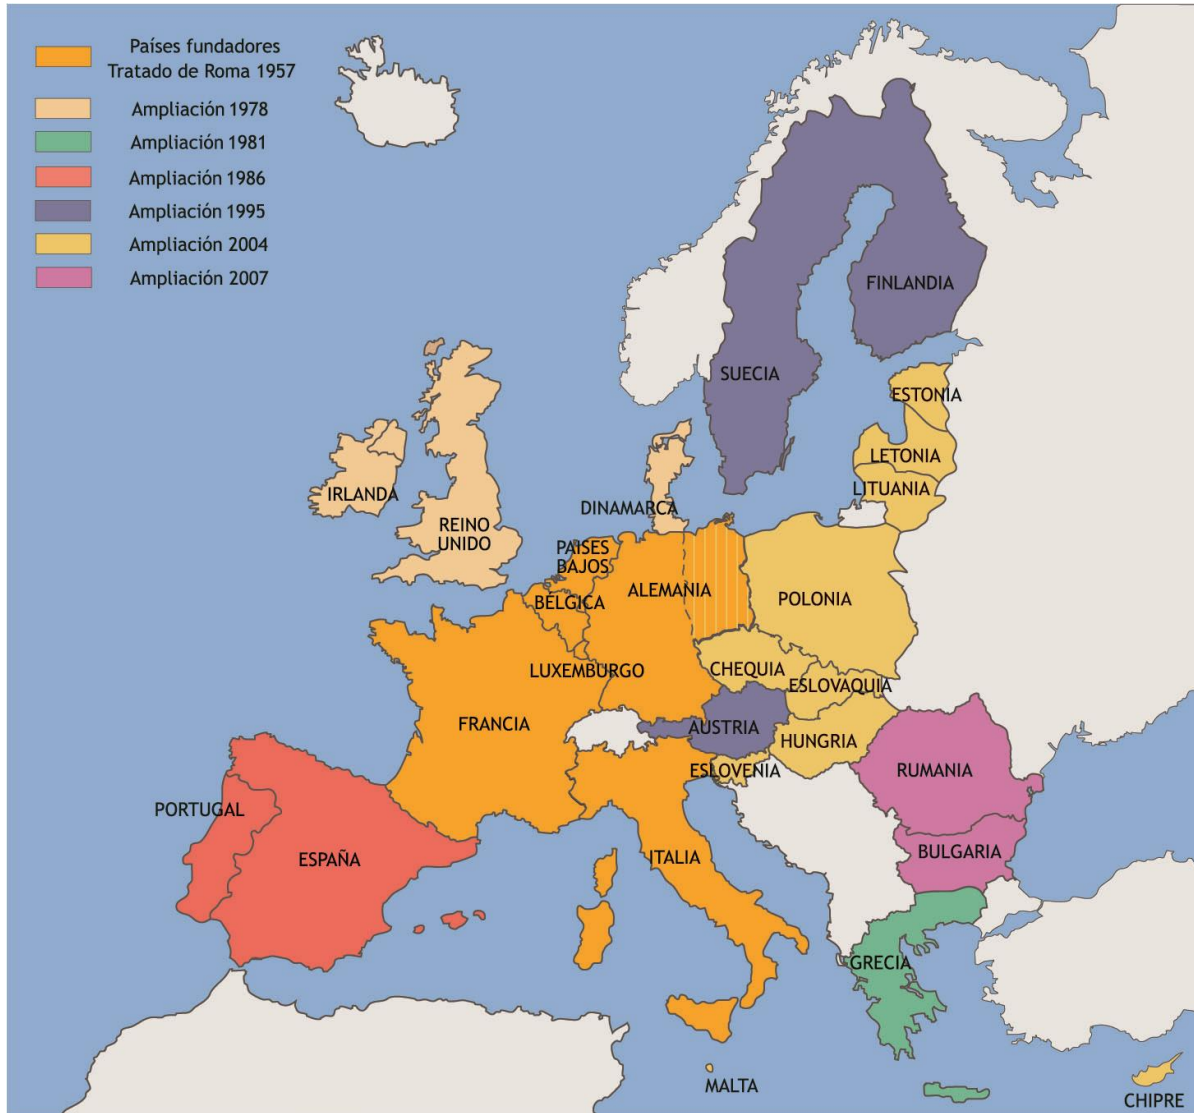 Países fundadores
Tratado de Roma 1957
Ampliación 1978
Ampliación 1981
Ampliación 1986
Ampliación 1995
Ampliación 2004
Ampliación 2007
FINLANDIA
SUECIA
ESTONIA
LETONIA
LITUANIA
IRLANDA
DINAMARCA
REINO
UNIDO
PAISES
BAJOS
BÉLGICA
ALEMANIA
POLONIA
LUXEMBURGO
CHEQUIA
ESLOVAQUIA
FRANCIA
AUSTRIA
HUNGRIA
ESLOVENIA
RUMANIA
PORTUGAL
ESPAÑA
ITALIA
BULGARIA
GRECIA
MALTA
CHIPRE